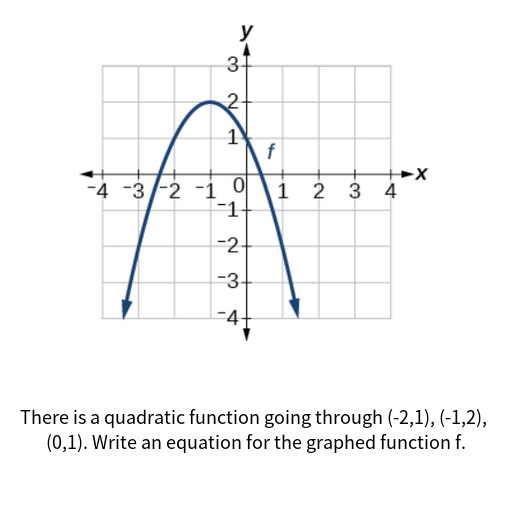 y
3
2
1
f
-4 -3 -2 -1 0 1 2 3 4 x
-1
-2
-3
-4
There is a quadratic function going through (-2,1), (-1,2),
(0,1). Write an equation for the graphed function f.